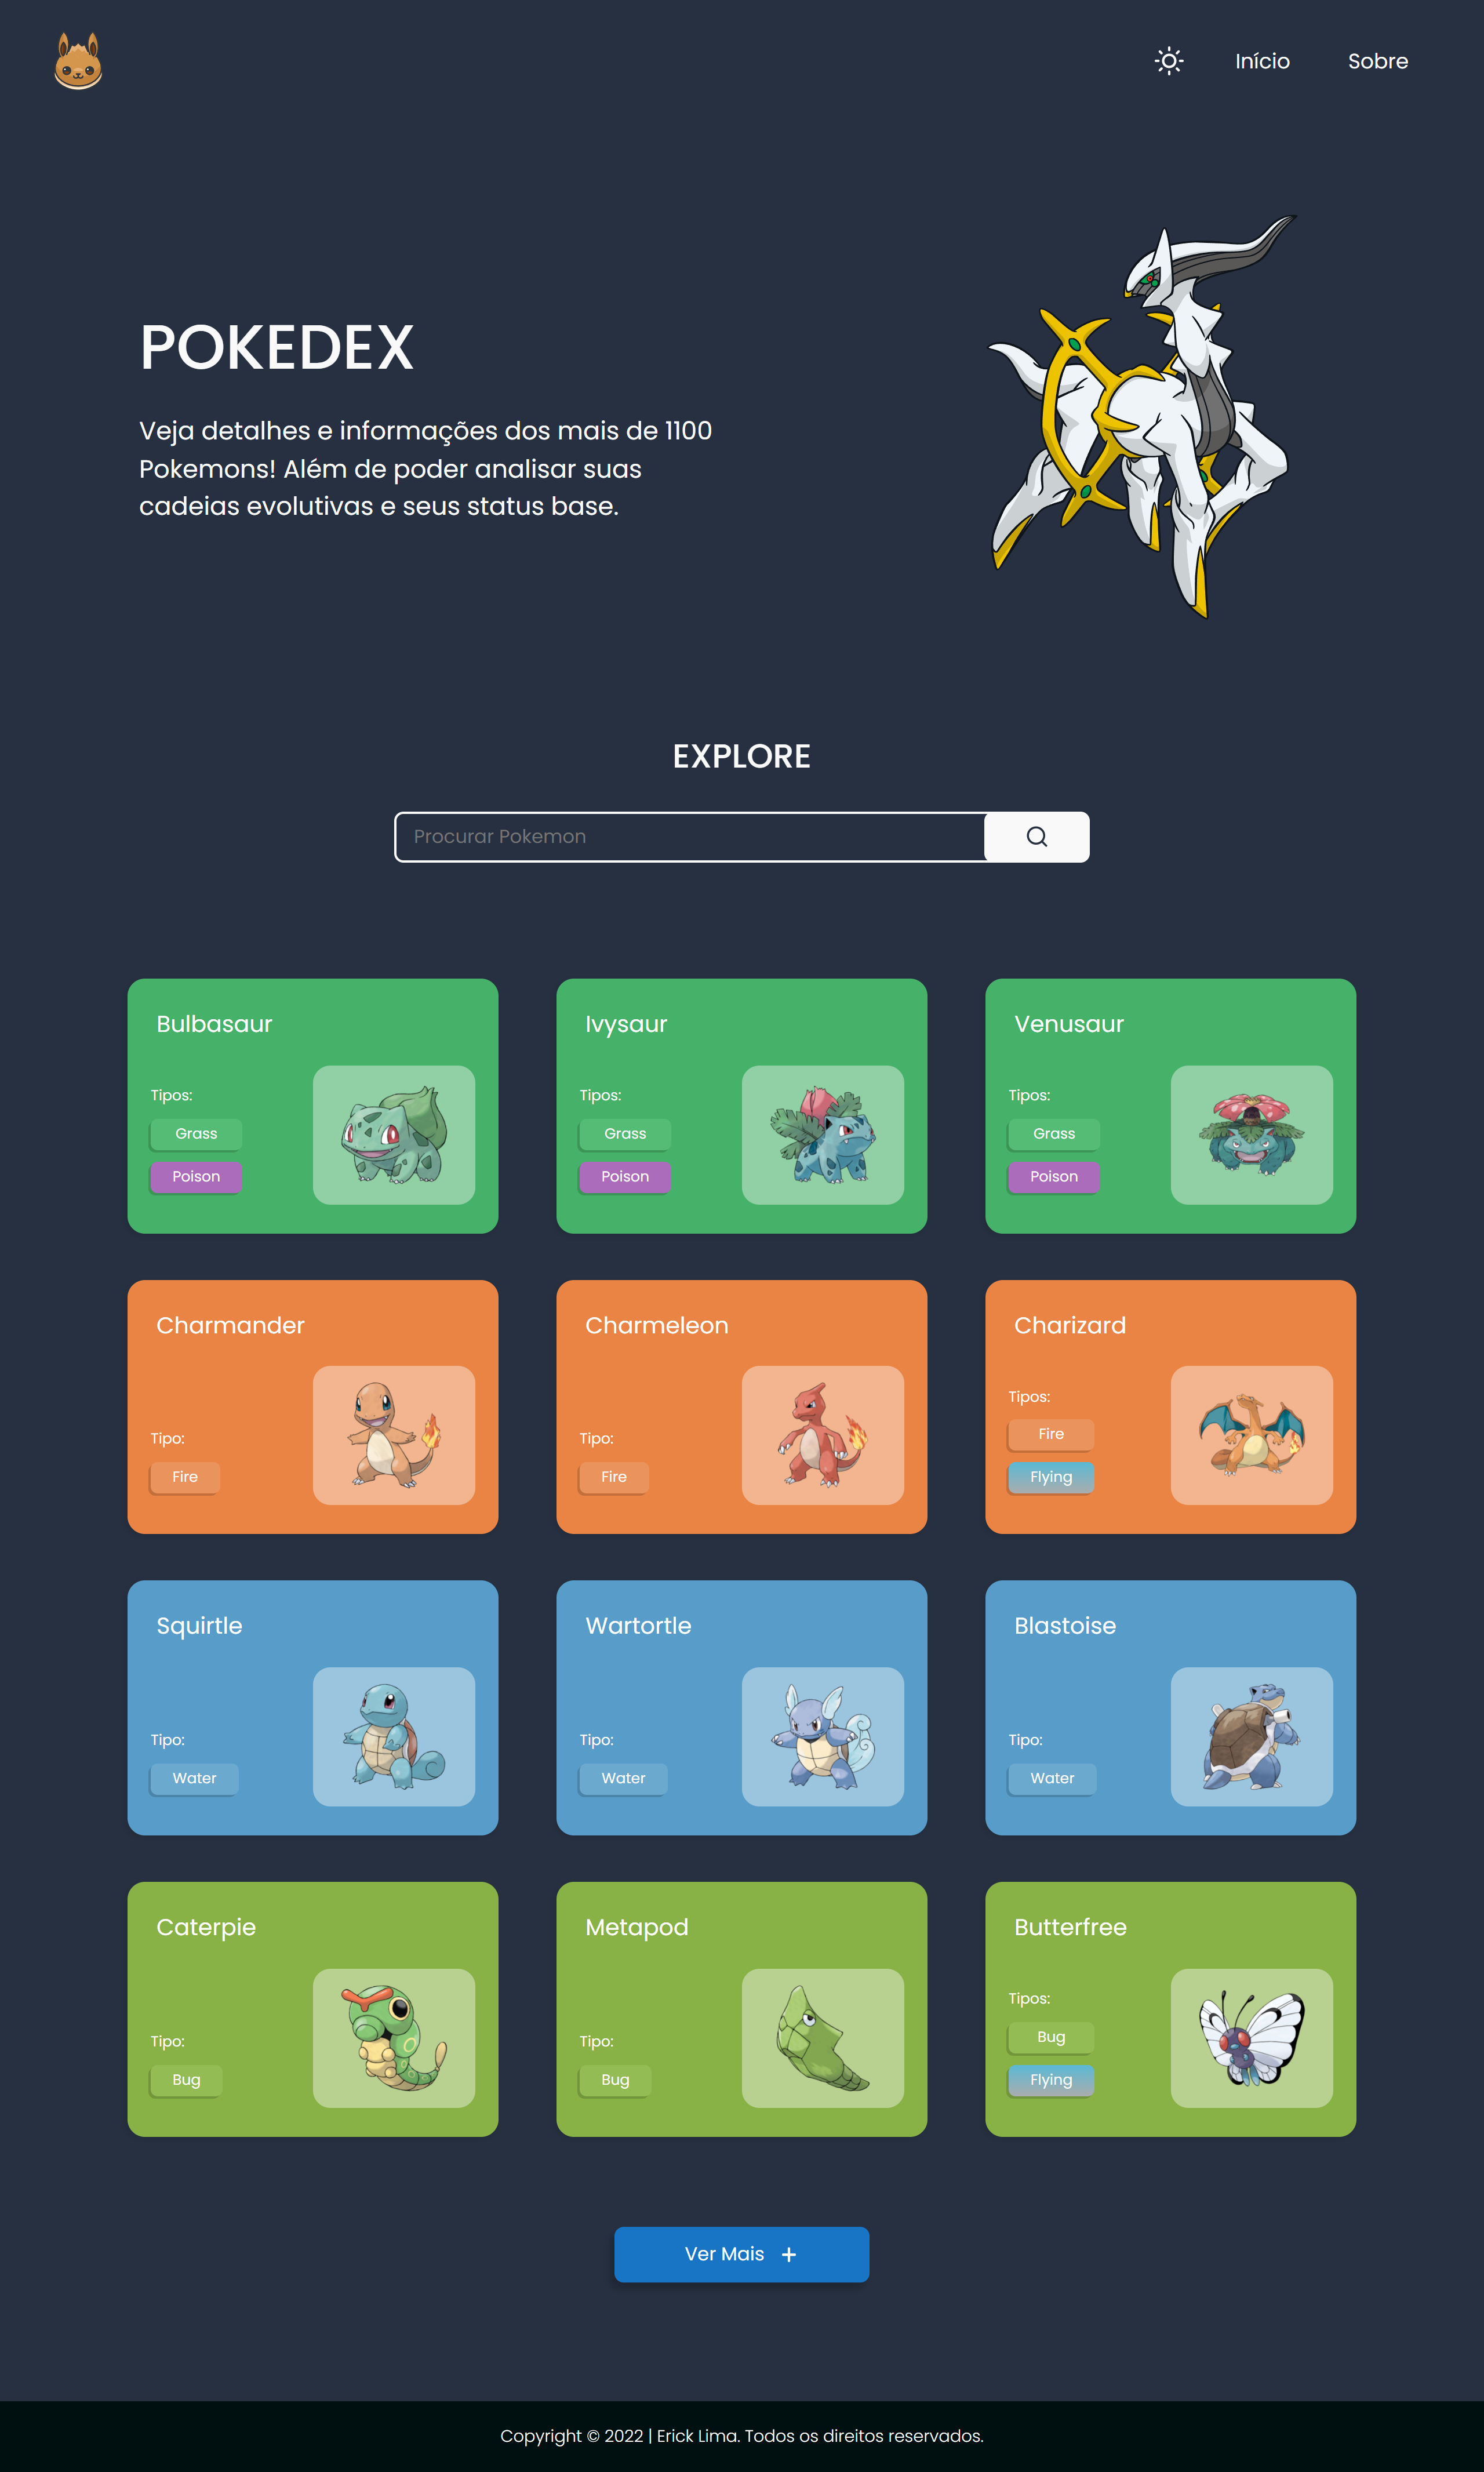 Início
Sobre
POKEDEX
Veja detalhes e informações dos mais de 1100
Pokemons! Além de poder analisar suas
cadeias evolutivas e seus status base.
EXPLORE
Procurar Pokemon
Bulbasaur
Tipos:
Grass
Poison
Ivysaur
Tipos:
Grass
Poison
Venusaur
Tipos:
Grass
Poison
Charmander
Tipo:
Fire
Charmeleon
Tipo:
Fire
Charizard
Tipos:
Fire
Flying
Squirtle
Tipo:
Water
Wartortle
Tipo:
Water
Blastoise
Tipo:
Water
Caterpie
Tipo:
Bug
Metapod
Tipo:
Bug
Butterfree
Tipos:
Bug
Flying
Ver Mais +
Copyright © 2022 | Erick Lima. Todos os direitos reservados.